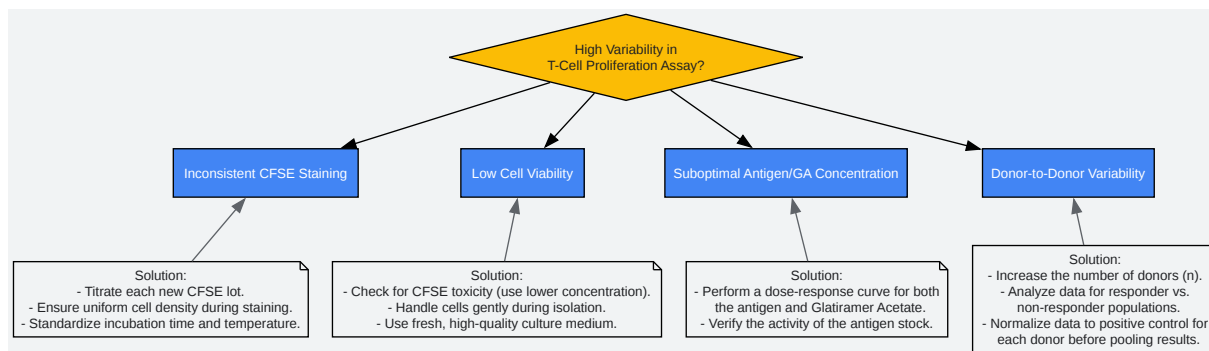 High Variability in
T-Cell Proliferation Assay?
Inconsistent CFSE Staining
Low Cell Viability
Suboptimal Antigen/GA Concentration
Donor-to-Donor Variability
Solution:
- Titrate each new CFSE lot.
- Ensure uniform cell density during staining.
- Standardize incubation time and temperature.
Solution:
- Check for CFSE toxicity (use lower concentration).
- Handle cells gently during isolation.
- Use fresh, high-quality culture medium.
Solution:
- Perform a dose-response curve for both
the antigen and Glatiramer Acetate.
- Verify the activity of the antigen stock.
Solution:
- Increase the number of donors (n).
- Analyze data for responder vs.
non-responder populations.
- Normalize data to positive control for
each donor before pooling results.